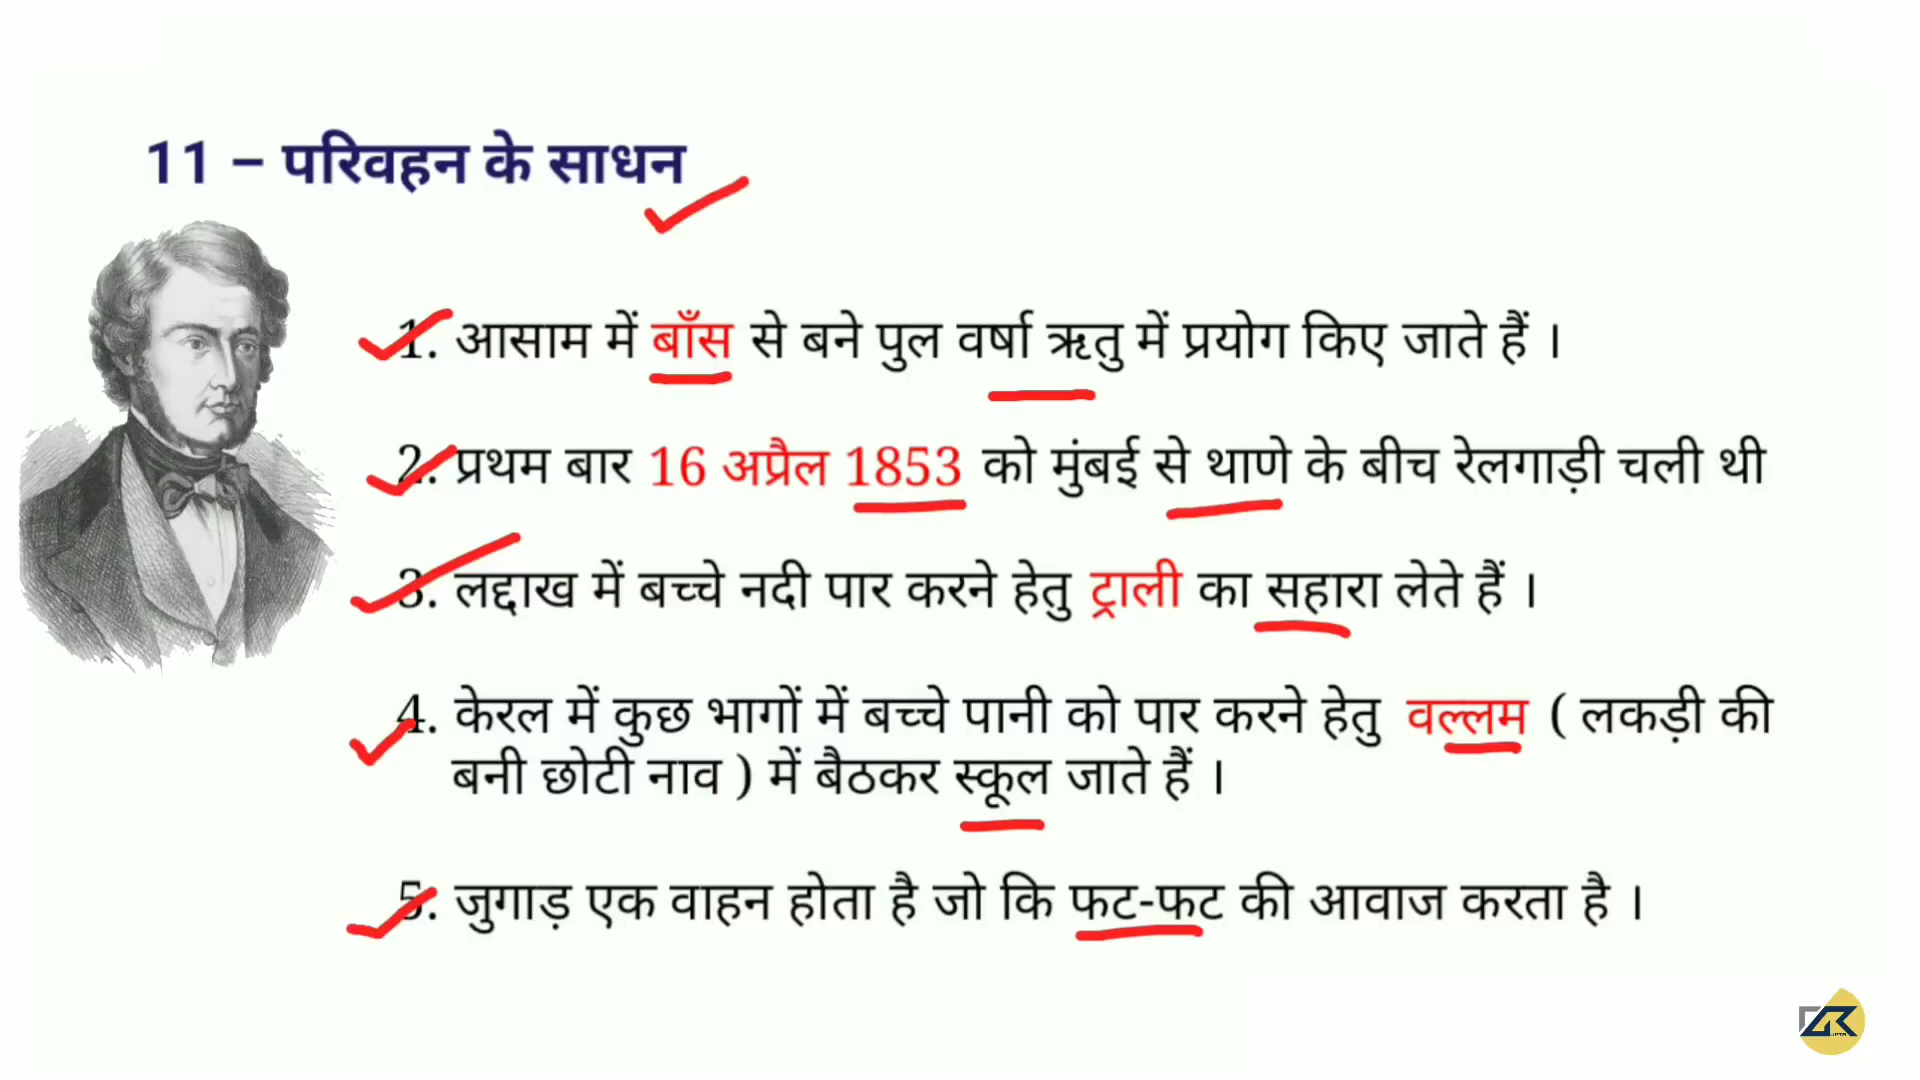 11 – परिवहन के साधन
1. आसाम में बाँस से बने पुल वर्षा ऋतु में प्रयोग किए जाते हैं ।
2. प्रथम बार 16 अप्रैल 1853 को मुंबई से थाणे के बीच रेलगाड़ी चली थी
3. लद्दाख में बच्चे नदी पार करने हेतु ट्राली का सहारा लेते हैं ।
4. केरल में कुछ भागों में बच्चे पानी को पार करने हेतु वल्लम ( लकड़ी की
बनी छोटी नाव ) में बैठकर स्कूल जाते हैं ।
5. जुगाड़ एक वाहन होता है जो कि फट-फट की आवाज करता है ।